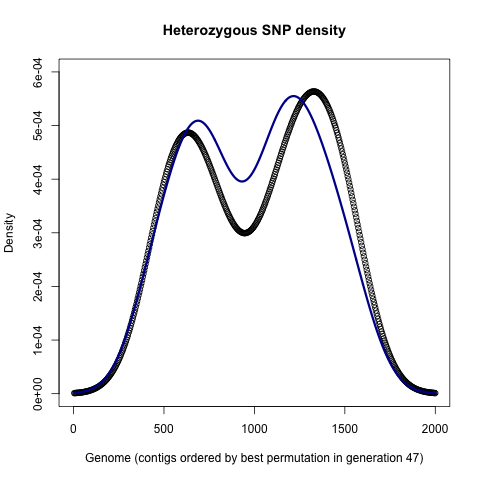 Heterozygous SNP density
Density
6e-04
5e-04
4e-04
3e-04
2e-04
1e-04
0e+00
0 500 1000 1500 2000
Genome (contigs ordered by best permutation in generation 47)